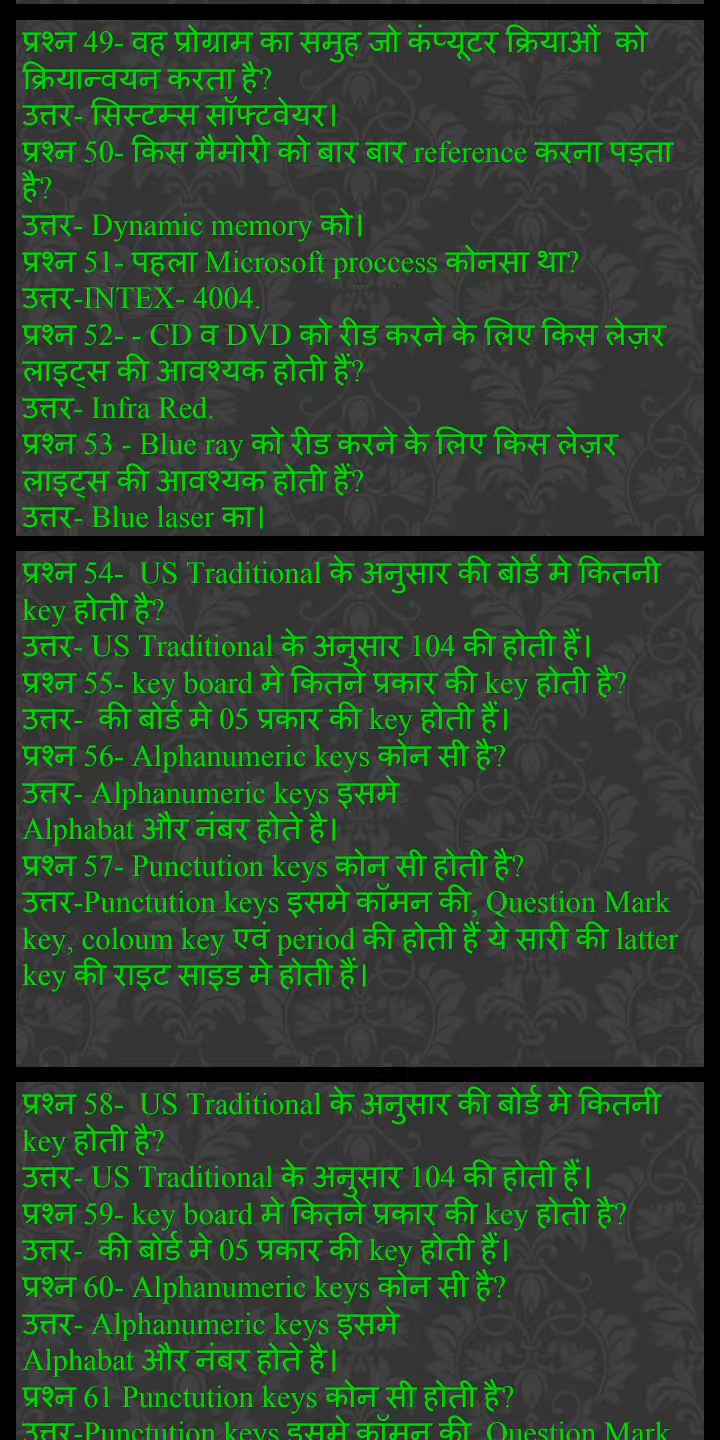 प्रश्न 49- वह प्रोग्राम का समुह जो कंप्यूटर क्रियाओं को
क्रियान्वयन करता है?
उत्तर- सिस्टम्स सॉफ्टवेयर।
प्रश्न 50- किस मैमोरी को बार बार reference करना पड़ता
है?
उत्तर- Dynamic memory को।
प्रश्न 51- पहला Microsoft proccess कोनसा था?
उत्तर-INTEX- 4004.
प्रश्न 52- - CD व DVD को रीड करने के लिए किस लेज़र
लाइट्स की आवश्यक होती हैं?
उत्तर- Infra Red.
प्रश्न 53 - Blue ray को रीड करने के लिए किस लेज़र
लाइट्स की आवश्यक होती हैं?
उत्तर- Blue laser का।
प्रश्न 54- US Traditional के अनुसार की बोर्ड मे कितनी
key होती है?
उत्तर- US Traditional के अनुसार 104 की होती हैं।
प्रश्न 55- key board मे कितने प्रकार की key होती है?
उत्तर- की बोर्ड मे 05 प्रकार की key होती हैं।
प्रश्न 56- Alphanumeric keys कोन सी है?
उत्तर- Alphanumeric keys इसमे
Alphabat और नंबर होते है।
प्रश्न 57- Punctution keys कोन सी होती है?
उत्तर-Punctution keys इसमे कॉमन की, Question Mark
key, coloum key एवं period की होती हैं ये सारी की latter
key की राइट साइड मे होती हैं।
प्रश्न 58- US Traditional के अनुसार की बोर्ड मे कितनी
key होती है?
उत्तर- US Traditional के अनुसार 104 की होती हैं।
प्रश्न 59- key board मे कितने प्रकार की key होती है?
उत्तर- की बोर्ड मे 05 प्रकार की key होती हैं।
प्रश्न 60- Alphanumeric keys कोन सी है?
उत्तर- Alphanumeric keys इसमे
Alphabat और नंबर होते है।
प्रश्न 61 Punctution keys कोन सी होती है?
उत्तर-Punctution keys इसमे कॉमन की, Question Mark